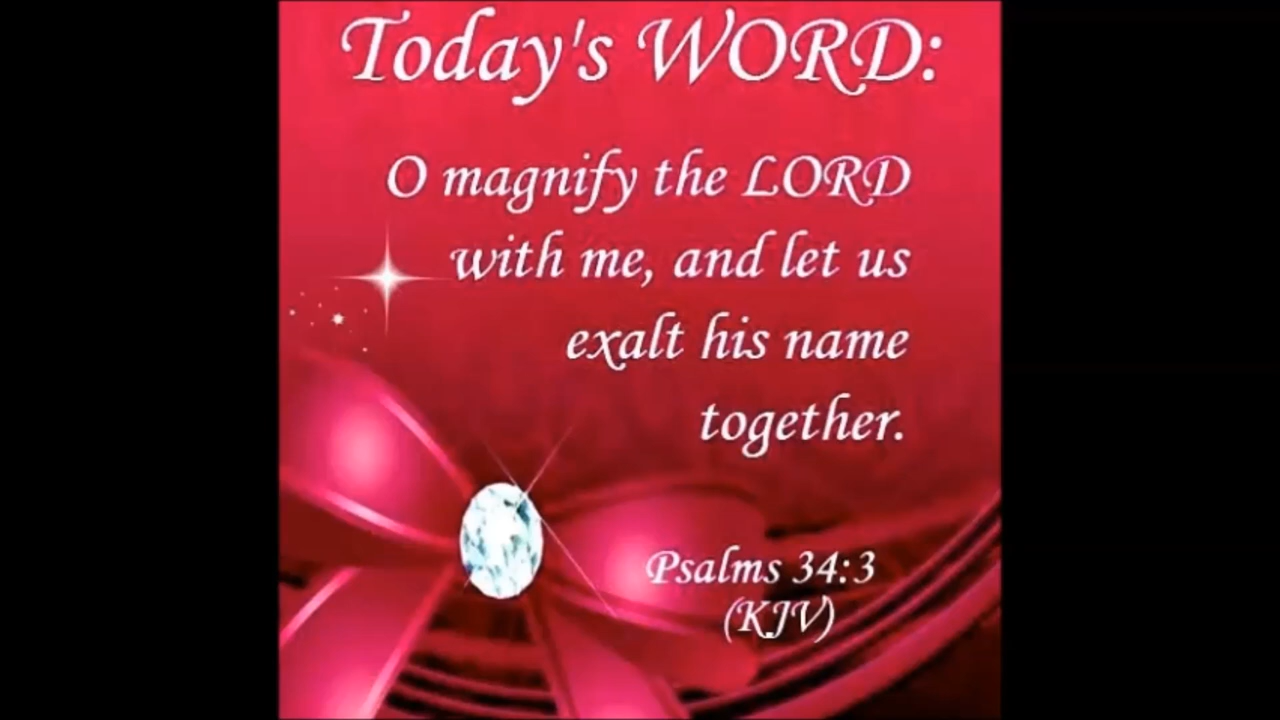 Today's WORD:
O magnify the LORD
with me, and let us
exalt his name
together.
Psalms 34:3
(KJV)